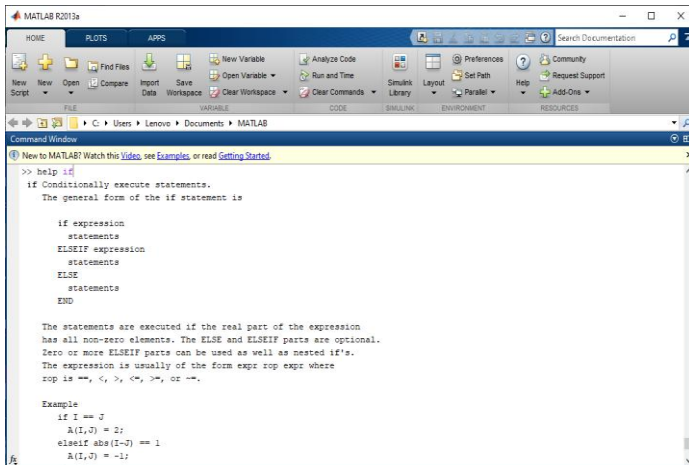 MATLAB R2013a
HOME PLOTS APPS
Search Documentation
New Script
New
Open
Find Files
Compare
Import Data
Save Workspace
New Variable
Open Variable
Clear Workspace
Analyze Code
Run and Time
Clear Commands
Simulink Library
Layout
Preferences
Set Path
Parallel
Help
Community
Request Support
Add-Ons
FILE VARIABLE CODE SIMULINK ENVIRONMENT RESOURCES
C: Users Lenovo Documents MATLAB
Command Window
New to MATLAB? Watch this Video, see Examples, or read Getting Started.
>> help if
if Conditionally execute statements.
The general form of the if statement is
if expression
statements
ELSEIF expression
statements
ELSE
statements
END
The statements are executed if the real part of the expression
has all non-zero elements. The ELSE and ELSEIF parts are optional.
Zero or more ELSEIF parts can be used as well as nested if's.
The expression is usually of the form expr rop expr where
rop is ==, <, >, <=, >=, or ~=.
Example
if I == J
A(I,J) = 2;
elseif abs(I-J) == 1
A(I,J) = -1;
fx